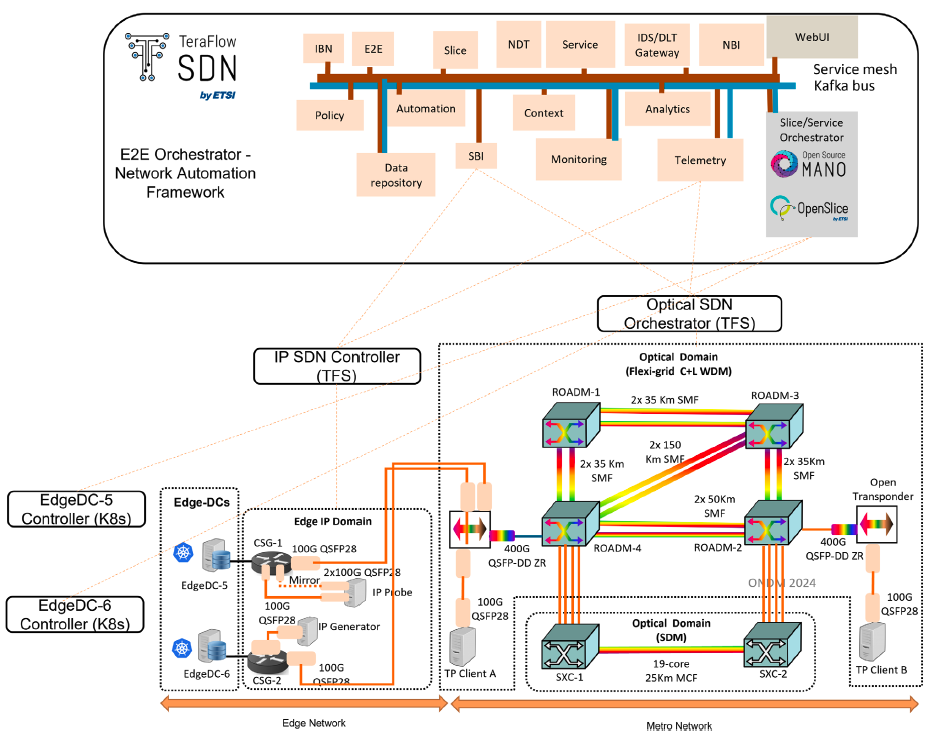 TeraFlow
SDN
by ETSI
E2E Orchestrator -
Network Automation
Framework
IBN
E2E
Slice
NDT
Service
IDS/DLT
Gateway
NBI
WebUI
Service mesh
Kafka bus
Policy
Automation
Context
Analytics
Data
repository
SBI
Monitoring
Telemetry
Slice/Service
Orchestrator
Open Source
MANO
OpenSlice
by ETSI
Optical SDN
Orchestrator (TFS)
IP SDN Controller
(TFS)
EdgeDC-5
Controller (K8s)
EdgeDC-6
Controller (K8s)
Optical Domain
(Flexi-grid C+L WDM)
ROADM-1
2x 35 Km SMF
ROADM-3
2x 150
Km SMF
2x 35 Km
SMF
2x 35Km
SMF
2x 50Km
SMF
Open
Transponder
400G
QSFP-DD ZR
ROADM-4
ROADM-2
400G
QSFP-DD ZR
ONDM 2024
100G
QSFP28
TP Client A
100G
QSFP28
TP Client B
Optical Domain
(SDM)
SXC-1
19-core
25Km MCF
SXC-2
Edge-DCs
EdgeDC-5
EdgeDC-6
Edge IP Domain
CSG-1
100G QSFP28
Mirror
2x100G QSFP28
IP Probe
100G
QSFP28
IP Generator
CSG-2
100G
QSFP28
Edge Network
Metro Network